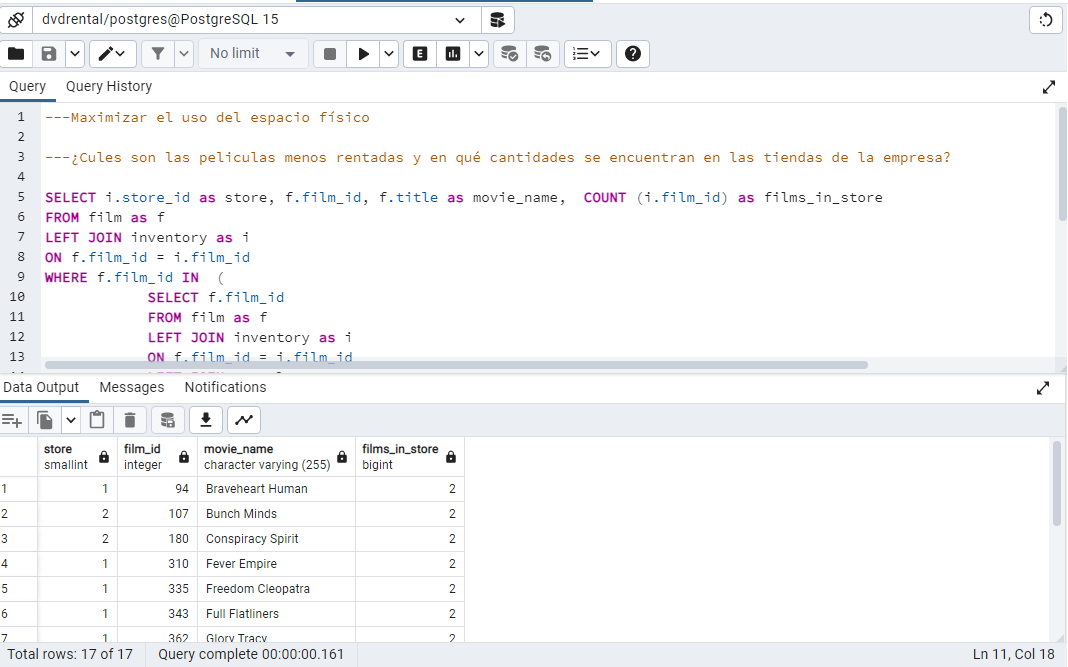 dvdrental/postgres@PostgreSQL 15
No limit
E
Query Query History
1 ---Maximizar el uso del espacio físico
2
3 ---¿Cules son las peliculas menos rentadas y en qué cantidades se encuentran en las tiendas de la empresa?
4
5 SELECT i.store_id as store, f.film_id, f.title as movie_name,  COUNT (i.film_id) as films_in_store
6 FROM film as f
7 LEFT JOIN inventory as i
8 ON f.film_id = i.film_id
9 WHERE f.film_id IN  (
10 SELECT f.film_id
11 FROM film as f
12 LEFT JOIN inventory as i
13 ON f.film_id = i.film_id
Data Output Messages Notifications
store film_id movie_name films_in_store
smallint integer character varying (255) bigint
1 1 94 Braveheart Human 2
2 2 107 Bunch Minds 2
3 2 180 Conspiracy Spirit 2
4 1 310 Fever Empire 2
5 1 335 Freedom Cleopatra 2
6 1 343 Full Flatliners 2
7 1 362 Glory Tracy 2
Total rows: 17 of 17 Query complete 00:00:00.161 Ln 11, Col 18